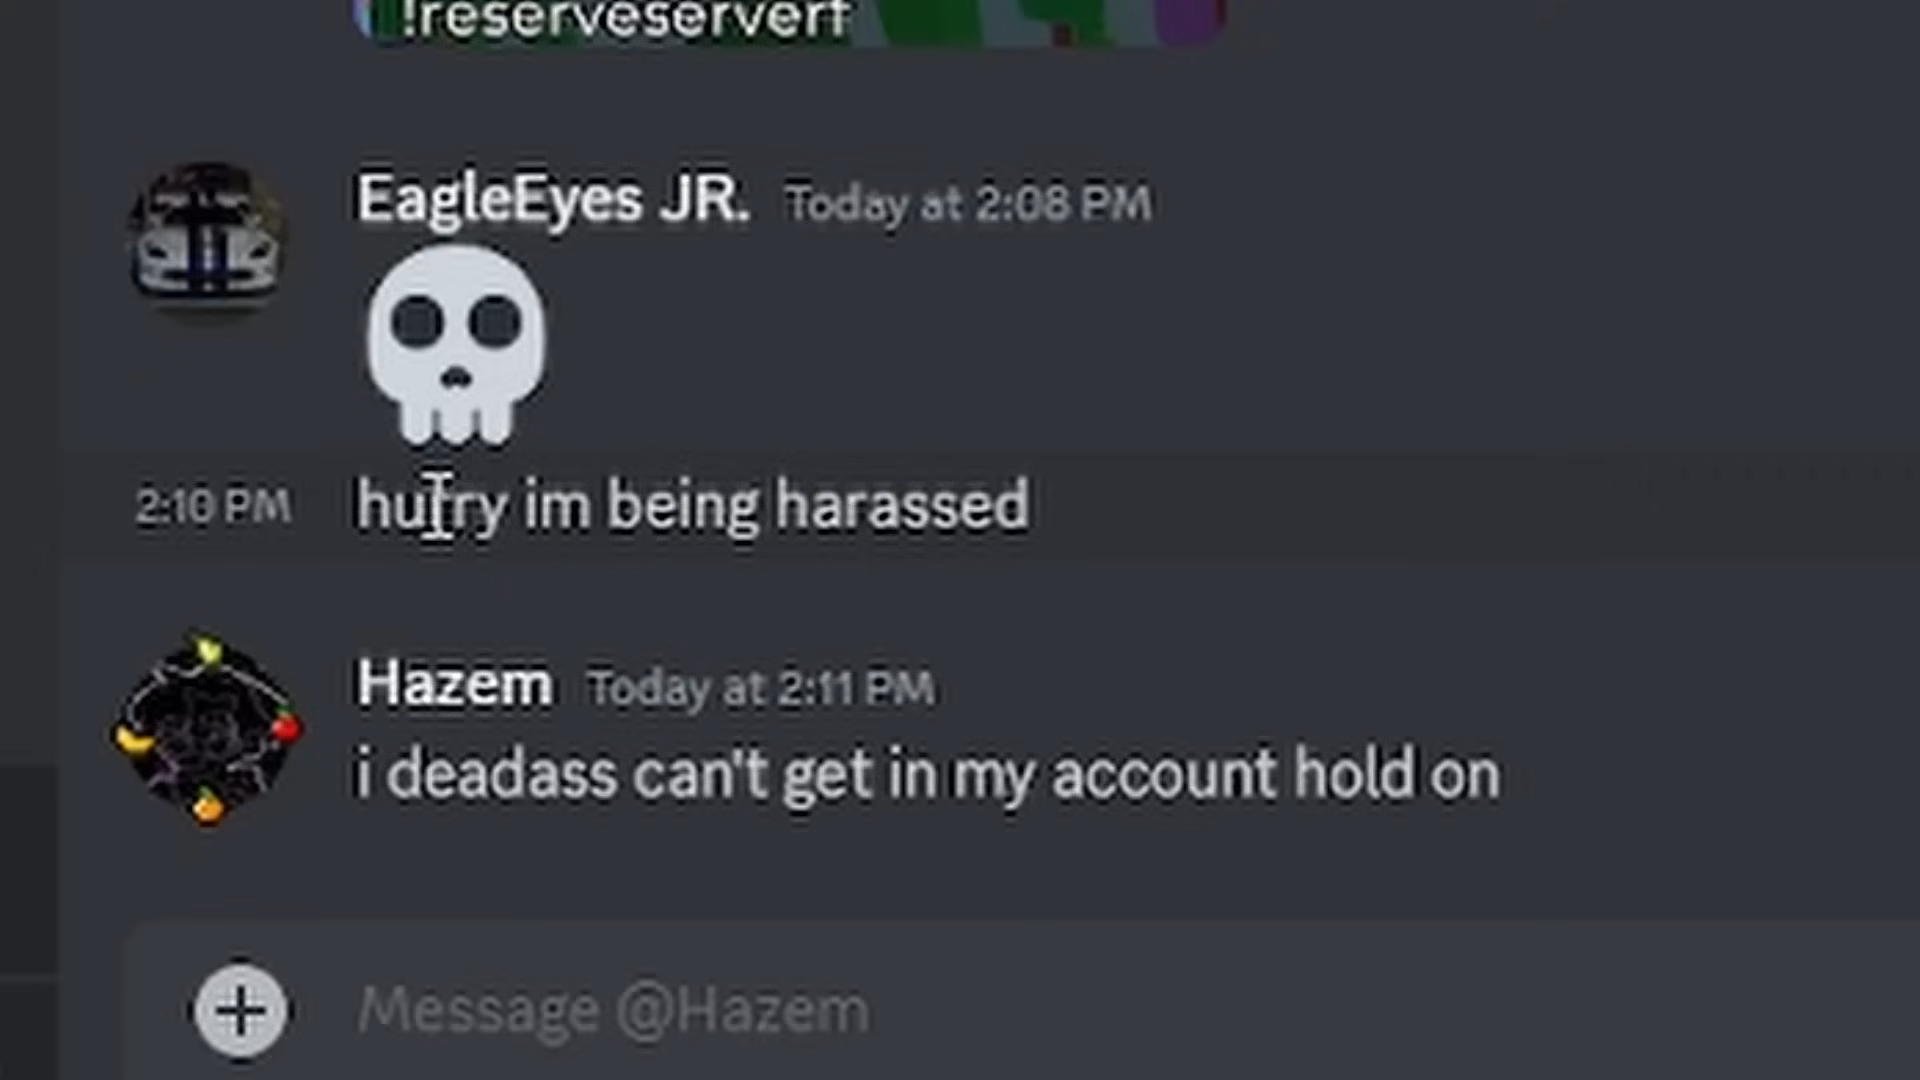 !reserveserverf
EagleEyes JR. Today at 2:08 PM
2:10 PM hurry im being harassed
Hazem Today at 2:11 PM
i deadass can't get in my account hold on
Message @Hazem